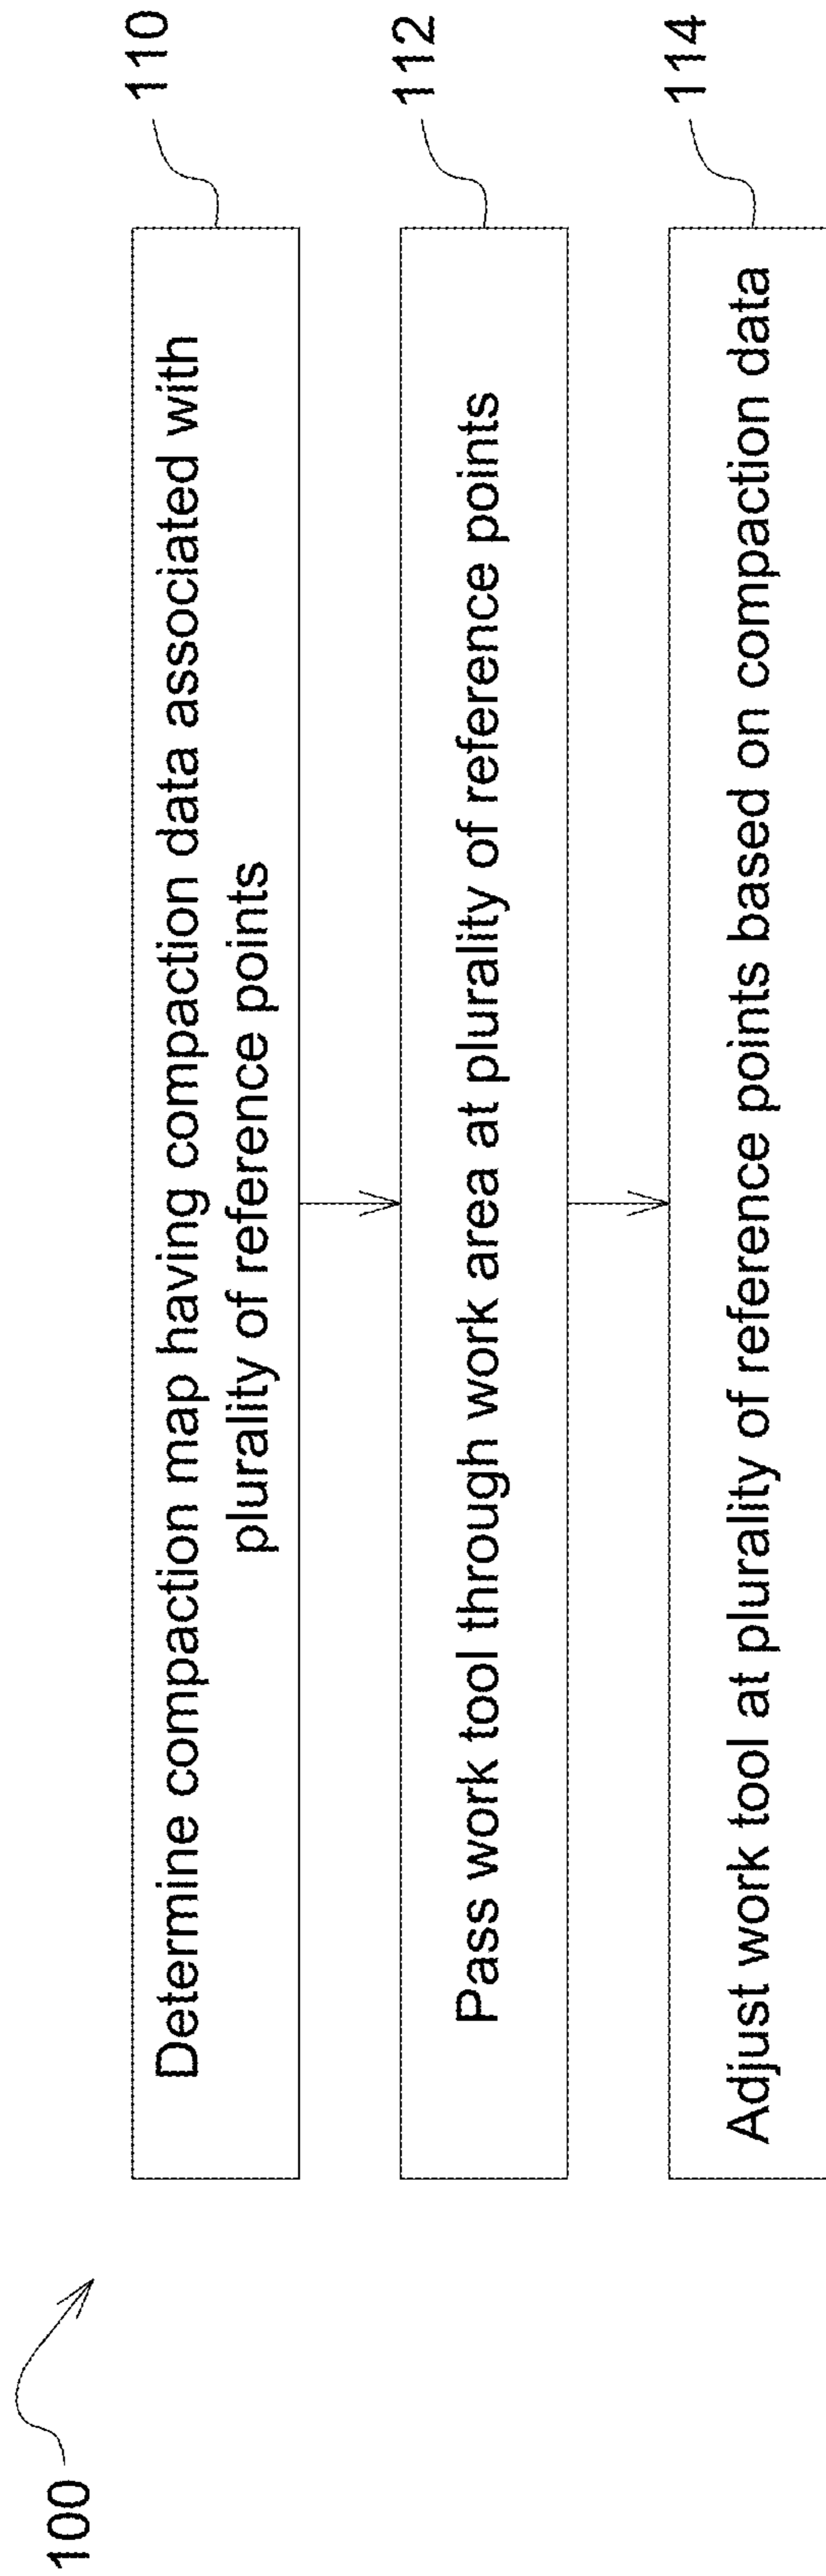 100
Determine compaction map having compaction data associated with
plurality of reference points
110
Pass work tool through work area at plurality of reference points
112
Adjust work tool at plurality of reference points based on compaction data
114